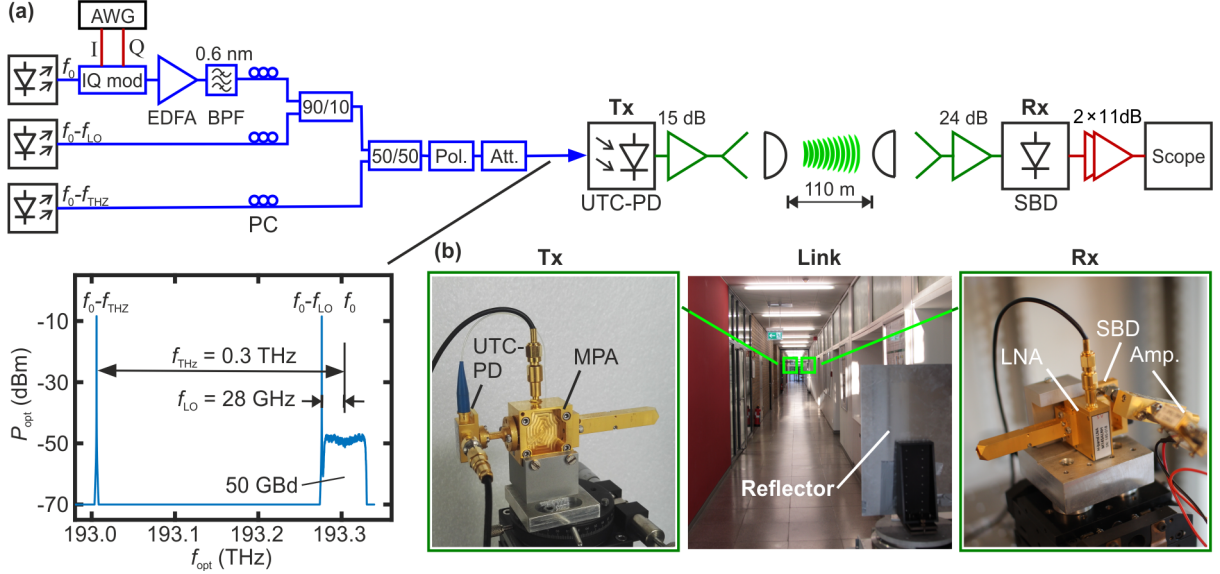 (a)
AWG
I
Q
f0
IQ mod
EDFA
0.6 nm
BPF
90/10
f0-fLO
f0-fTHZ
PC
50/50
Pol.
Att.
Tx
UTC-PD
15 dB
110 m
24 dB
Rx
SBD
2×11dB
Scope
f0-fTHZ
f0-fLO
f0
fTHz = 0.3 THz
fLO = 28 GHz
50 GBd
Popt (dBm)
-10
-30
-50
-70
193.0
193.1
193.2
193.3
fopt (THz)
(b)
Tx
UTC-
PD
MPA
Link
Reflector
Rx
LNA
SBD
Amp.